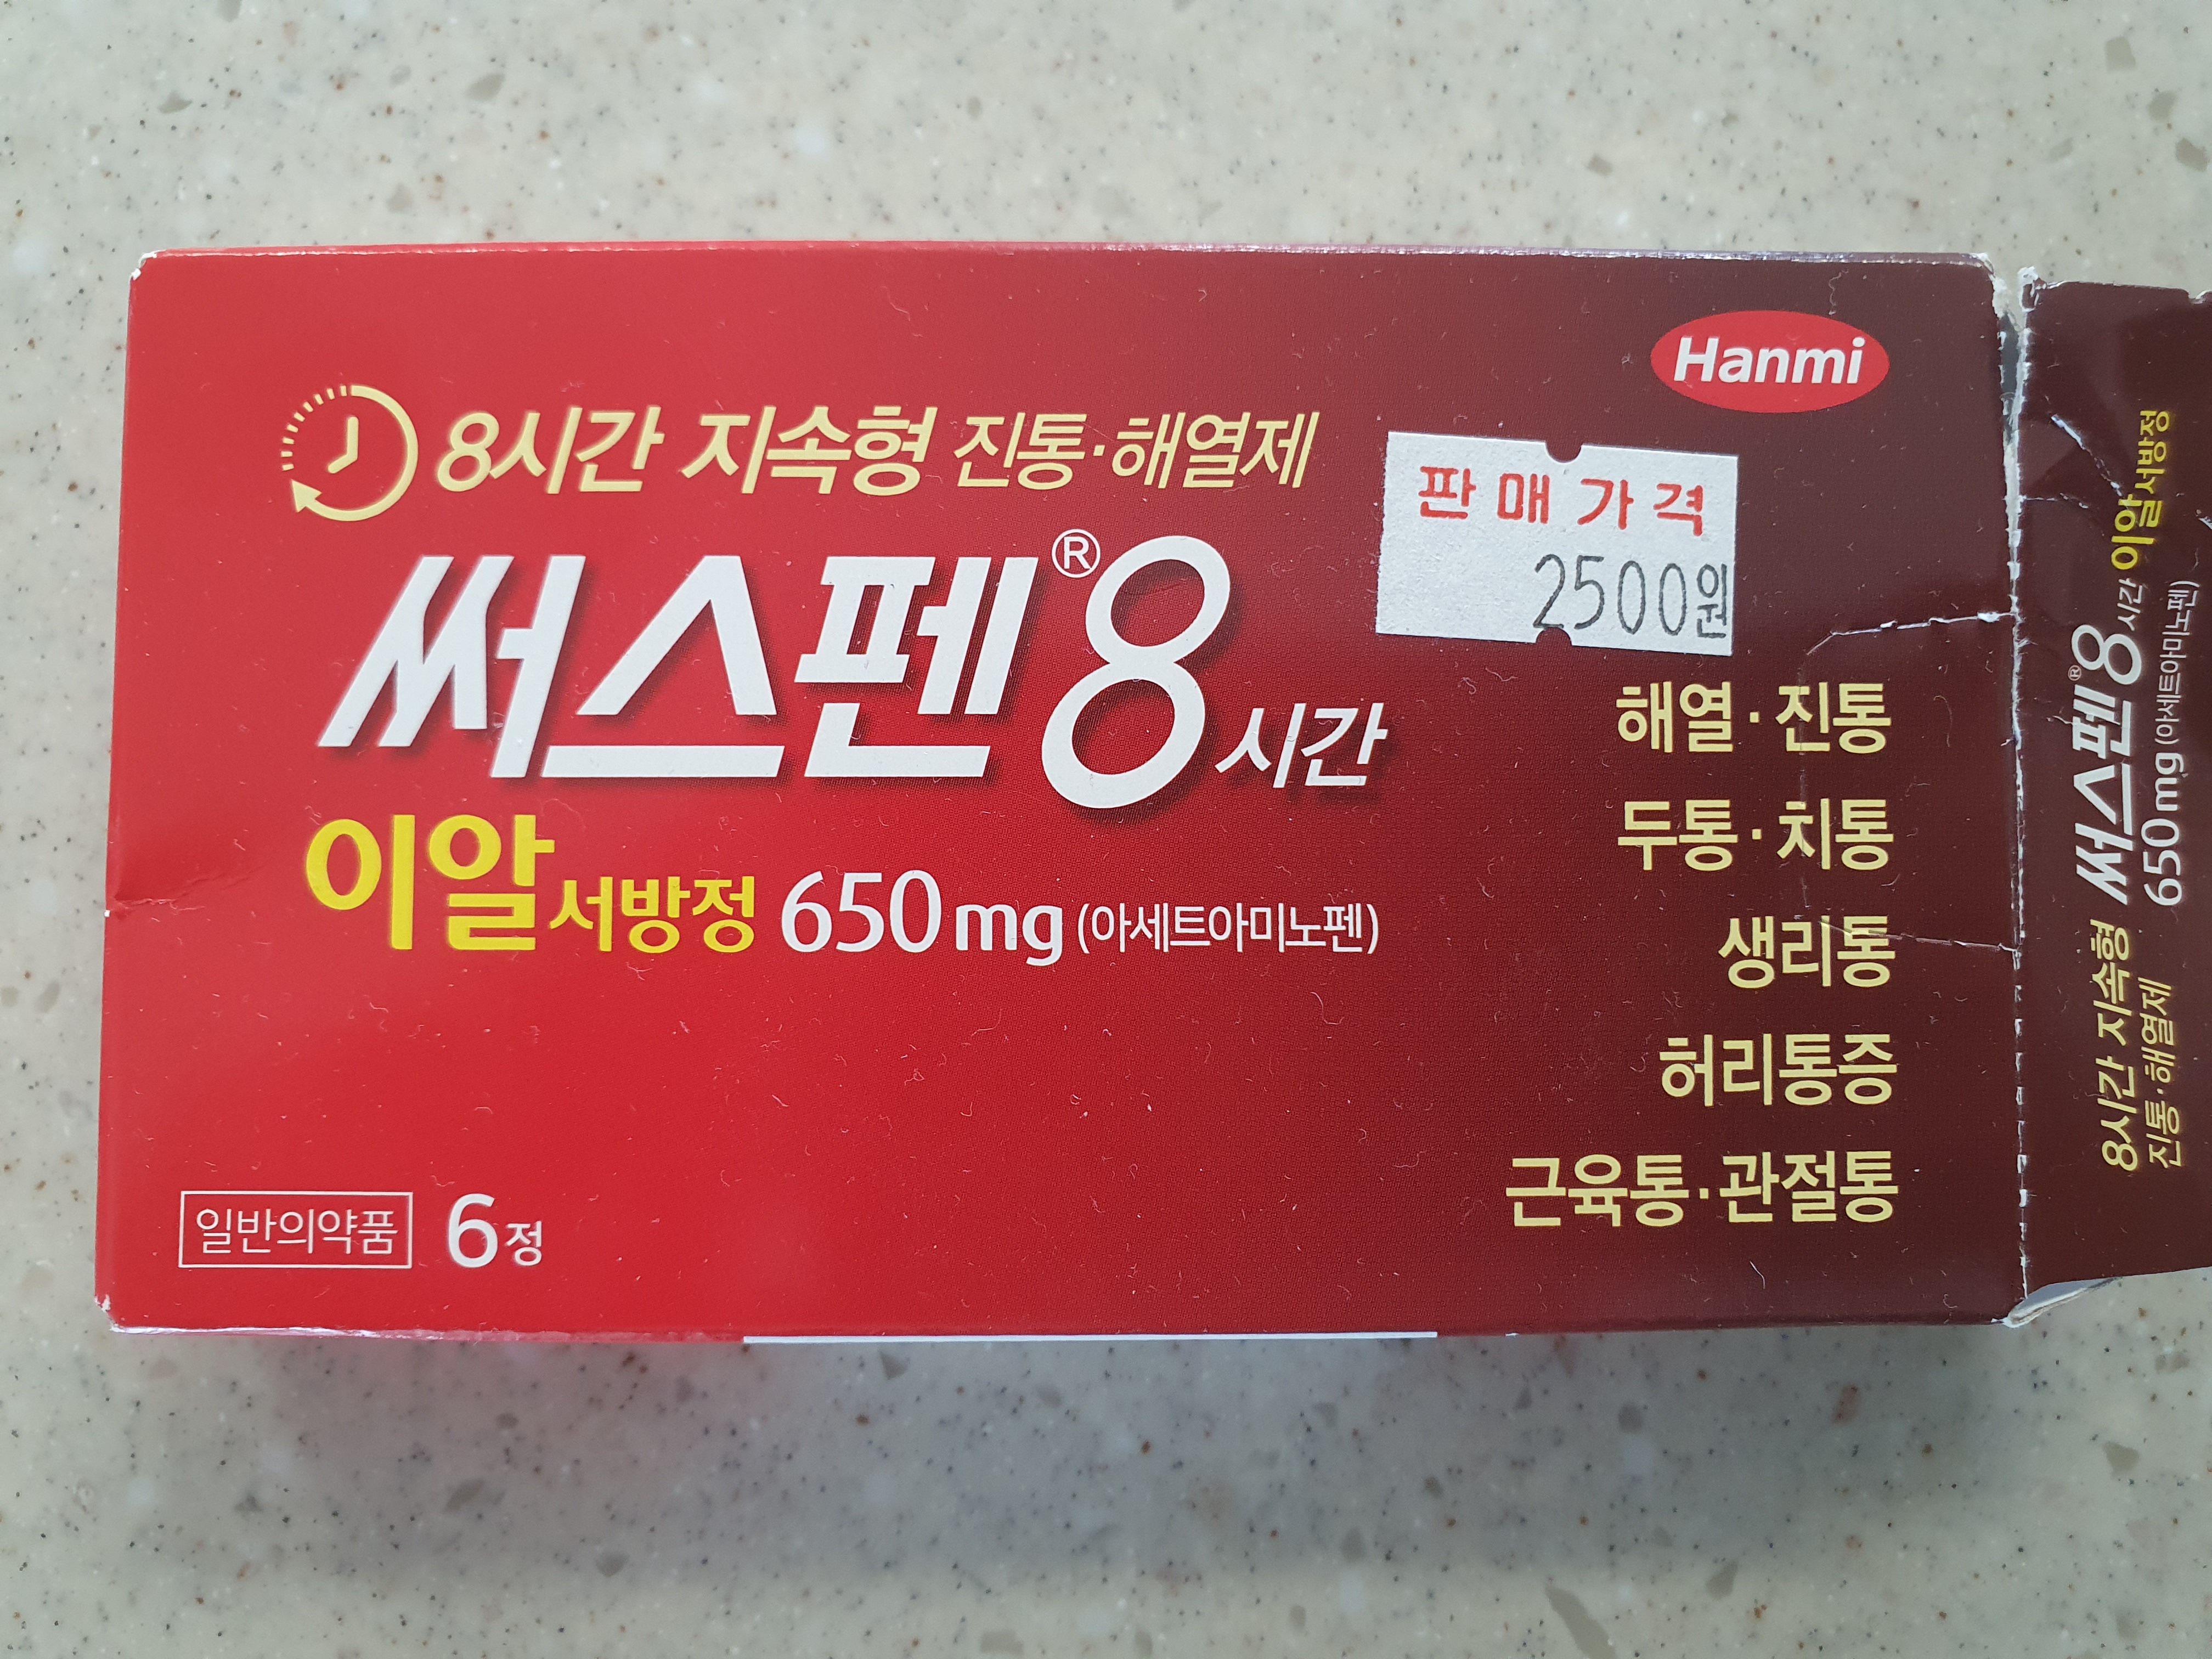 Hanmi
8시간 지속형 진통·해열제
판매가격
2500원
써스펜®8시간
이알서방정 650mg (아세트아미노펜)
해열·진통
두통·치통
생리통
허리통증
근육통·관절통
일반의약품 6정
8시간 지속형
진통·해열제
써스펜®8시간 이알서방정
650mg (아세트아미노펜)